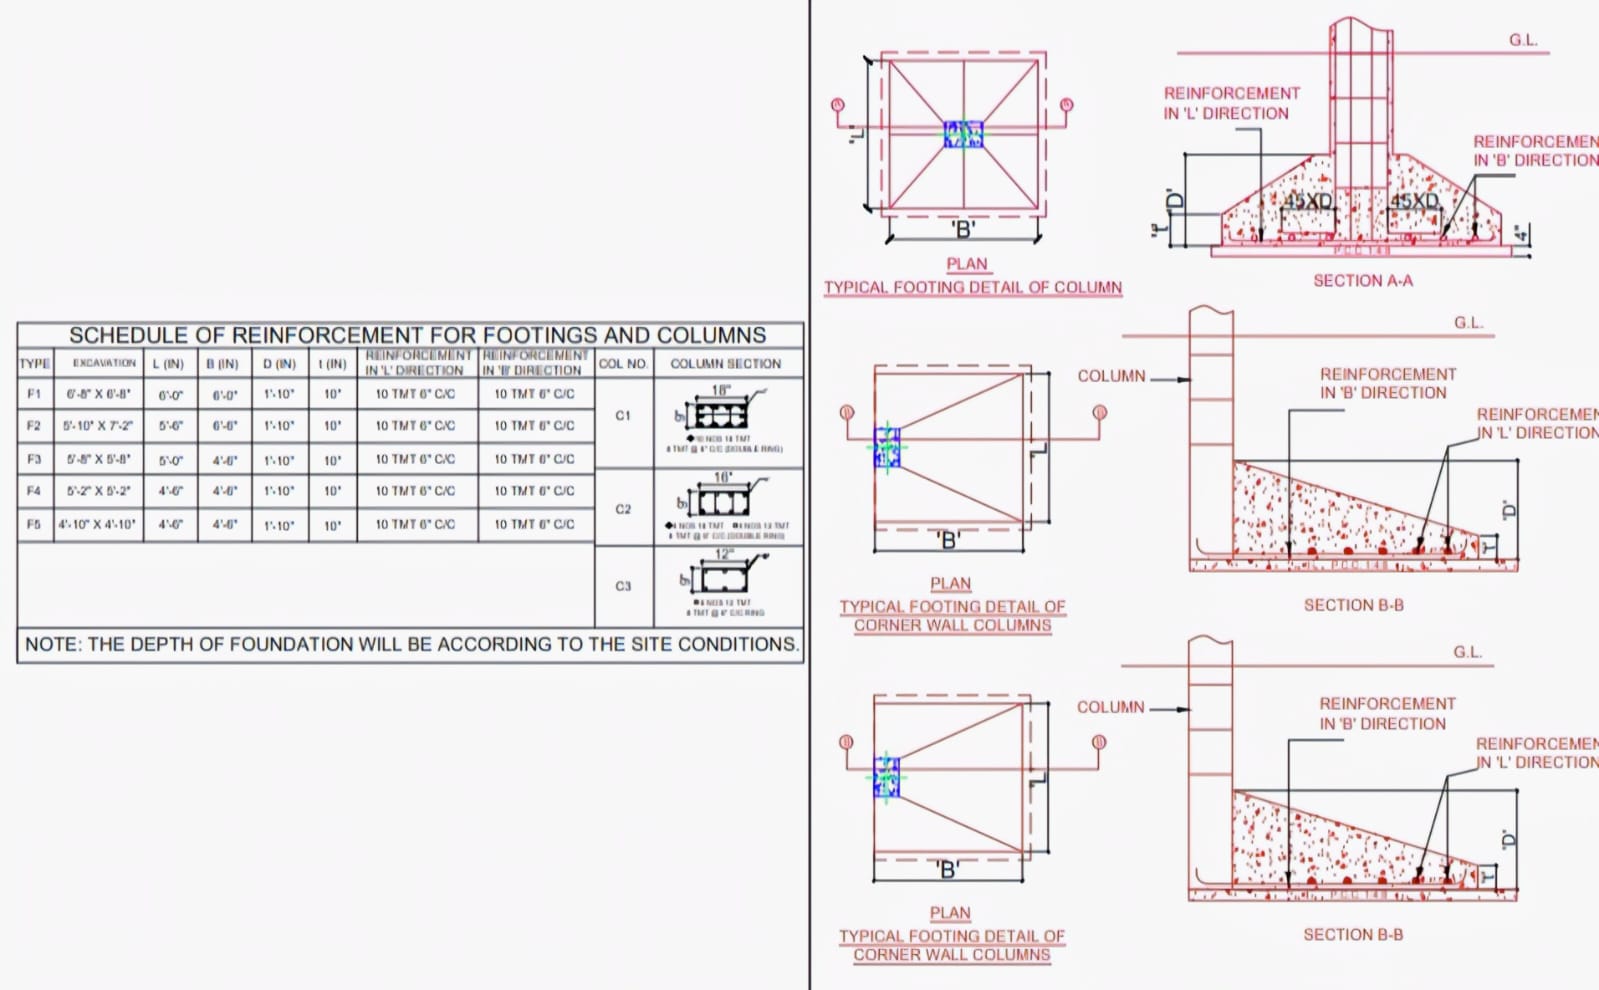 SCHEDULE OF REINFORCEMENT FOR FOOTINGS AND COLUMNS
TYPE EXCAVATION L (IN) B (IN) D (IN) t (IN) REINFORCEMENT IN 'L' DIRECTION REINFORCEMENT IN 'B' DIRECTION COL NO. COLUMN SECTION
F1 6'-8" X 6'-8" 6'-0" 6'-0" 1'-10" 10" 10 TMT 6" C/C 10 TMT 6" C/C
F2 5'-10" X 7'-2" 5'-6" 6'-6" 1'-10" 10" 10 TMT 6" C/C 10 TMT 6" C/C
F3 5'-8" X 5'-8" 5'-0" 4'-6" 1'-10" 10" 10 TMT 6" C/C 10 TMT 6" C/C
F4 5'-2" X 5'-2" 4'-6" 4'-6" 1'-10" 10" 10 TMT 6" C/C 10 TMT 6" C/C
F5 4'-10" X 4'-10" 4'-6" 4'-6" 1'-10" 10" 10 TMT 6" C/C 10 TMT 6" C/C
C1
18"
9"
C2
16"
9"
C3
12"
9"
NOTE: THE DEPTH OF FOUNDATION WILL BE ACCORDING TO THE SITE CONDITIONS.
'L'
'B'
PLAN
TYPICAL FOOTING DETAIL OF COLUMN
G.L.
REINFORCEMENT
IN 'L' DIRECTION
REINFORCEMEN
IN 'B' DIRECTION
'D'
't'
45XD
45XD
4"
P.C.C 1:4:8
SECTION A-A
'B'
PLAN
TYPICAL FOOTING DETAIL OF
CORNER WALL COLUMNS
G.L.
COLUMN
REINFORCEMENT
IN 'B' DIRECTION
REINFORCEMEN
IN 'L' DIRECTION
'D'
P.C.C 1:4:8
SECTION B-B
'B'
PLAN
TYPICAL FOOTING DETAIL OF
CORNER WALL COLUMNS
G.L.
COLUMN
REINFORCEMENT
IN 'B' DIRECTION
REINFORCEMEN
IN 'L' DIRECTION
'D'
P.C.C 1:4:8
SECTION B-B